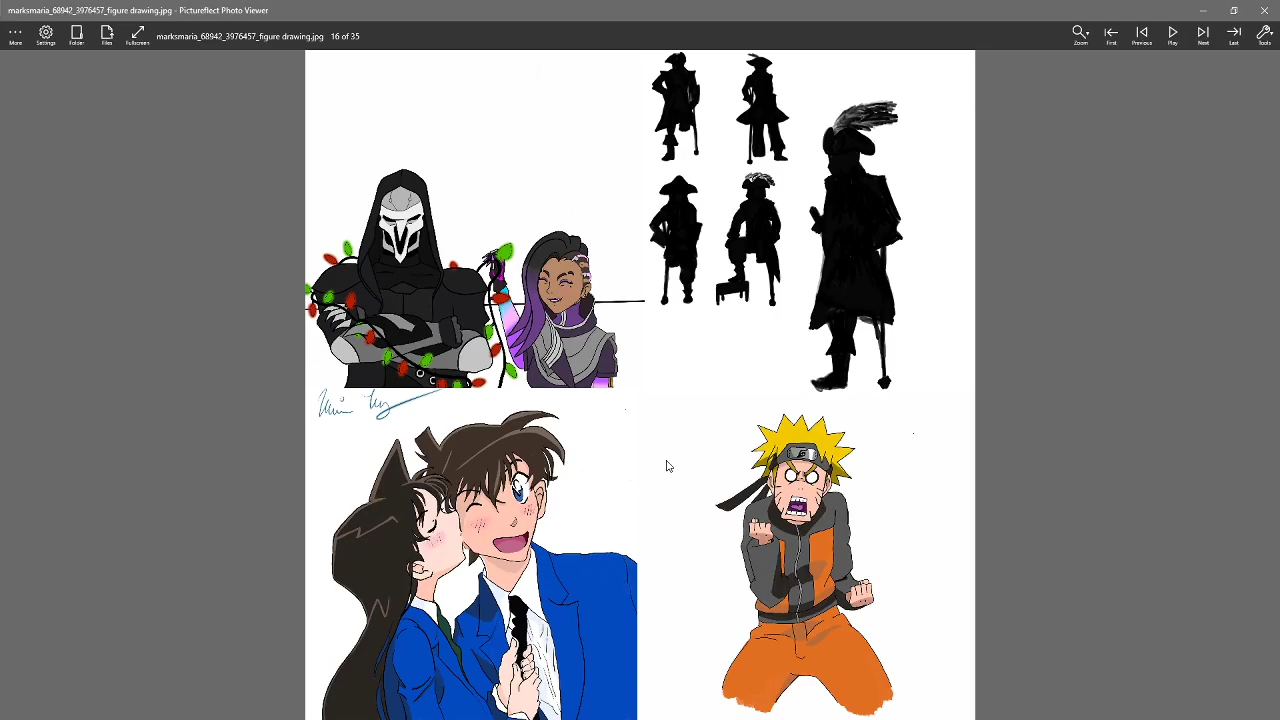 marksmaria_68942_3976457_figure drawing.jpg - Pictureflect Photo Viewer
More Settings Folder Files Fullscreen marksmaria_68942_3976457_figure drawing.jpg 16 of 35 Zoom First Previous Play Next Last Tools